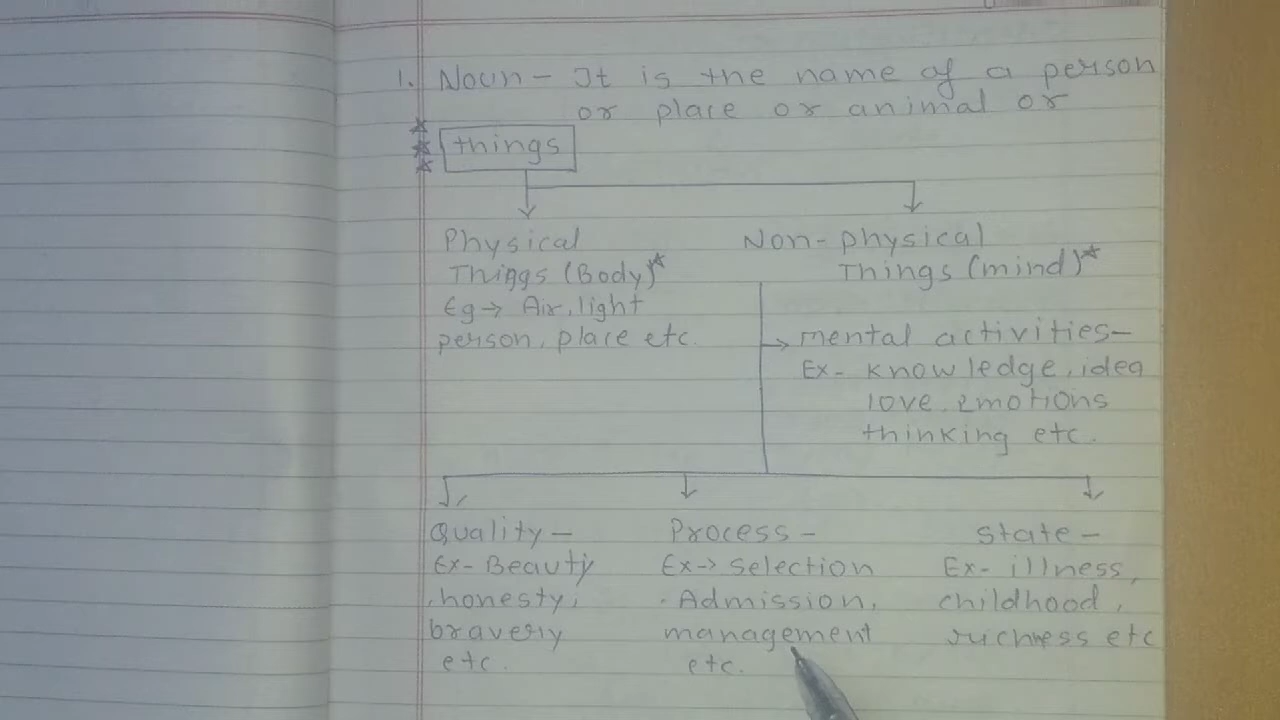 1. Noun - It is the name of a person
or place or animal or
things
Physical
Things (Body)*
Eg → Air, light
person, place etc.
Non-physical
Things (mind)*
→ mental activities-
Ex- knowledge, idea
love, emotions
thinking etc.
Quality -
Ex- Beauty
, honesty,
bravery
etc.
Process -
Ex → Selection
. Admission,
management
etc.
State -
Ex- illness,
childhood,
richness etc